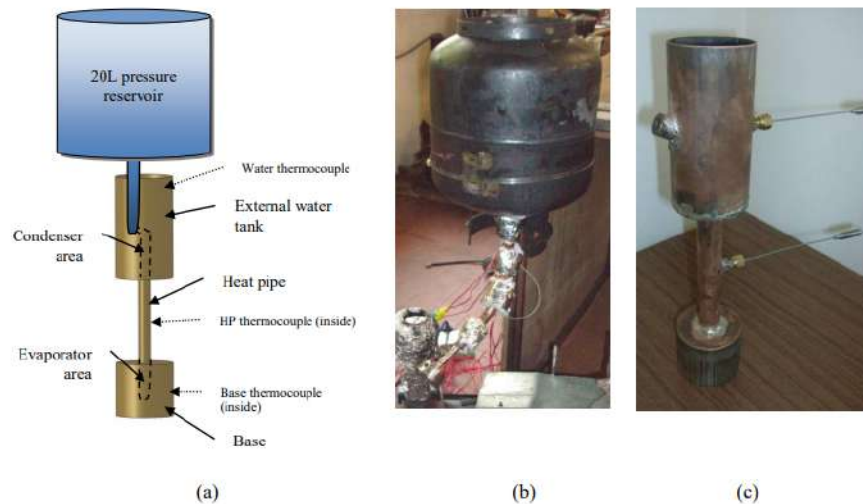 20L pressure
reservoir
Water thermocouple
External water
tank
Condenser
area
Heat pipe
HP thermocouple (inside)
Evaporator
area
Base thermocouple
(inside)
Base
(a)
(b)
(c)